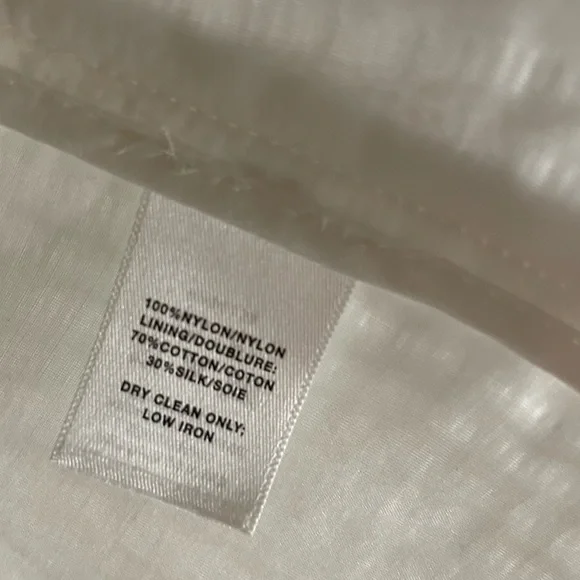 100%NYLON/NYLON
LINING/DOUBLURE:
70%COTTON/COTON
30%SILK/SOIE
DRY CLEAN ONLY;
LOW IRON